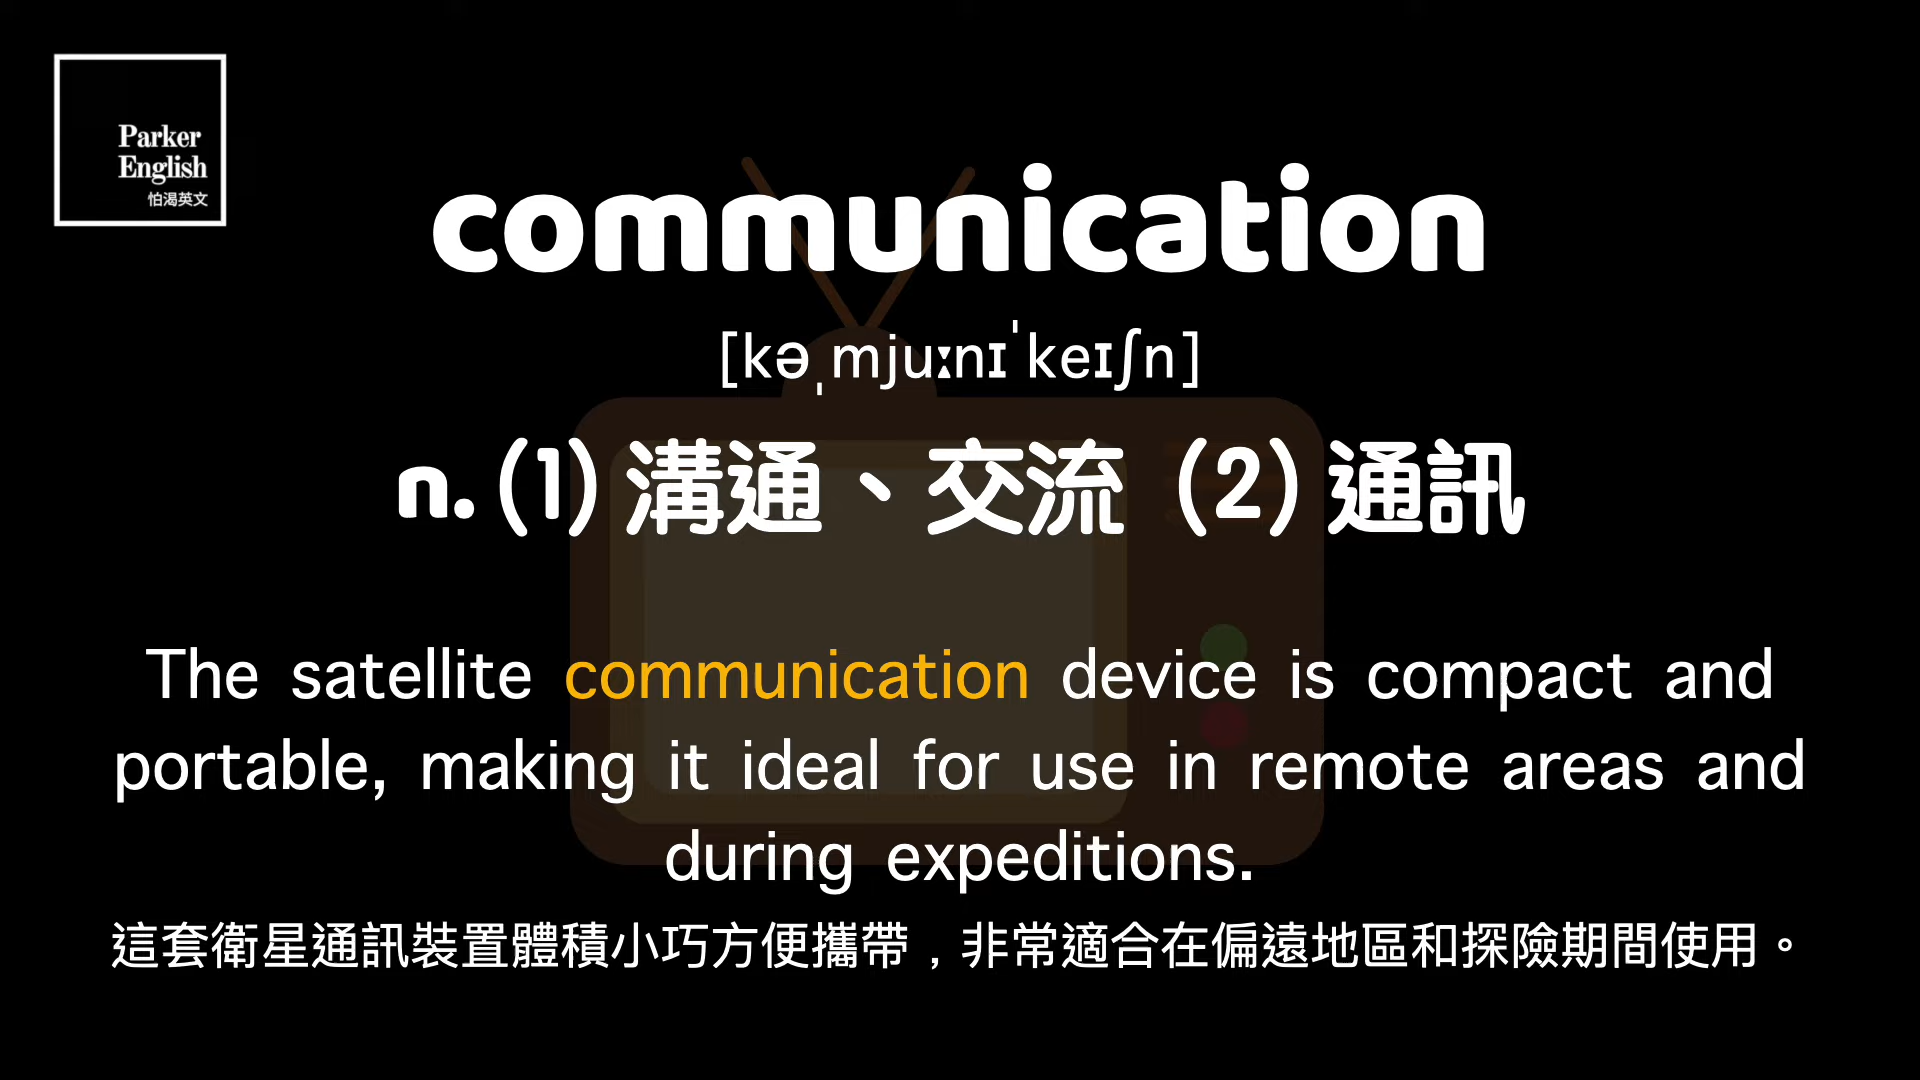 Parker
English
怕渴英文
communication
[kəˌmjuːnɪˈkeɪʃn]
n. (1) 溝通、交流 (2) 通訊
The satellite communication device is compact and
portable, making it ideal for use in remote areas and
during expeditions.
這套衛星通訊裝置體積小巧方便攜帶，非常適合在偏遠地區和探險期間使用。